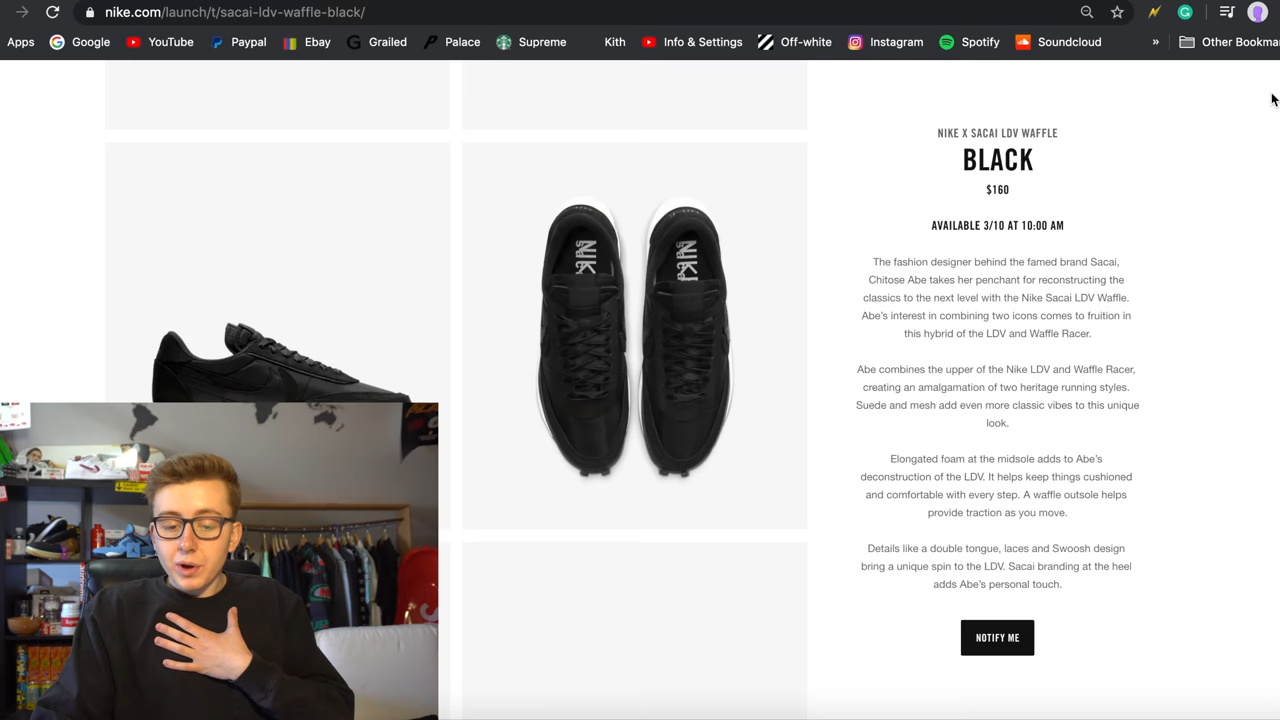 nike.com/launch/t/sacai-ldv-waffle-black/
Apps Google YouTube Paypal Ebay Grailed Palace Supreme Kith Info & Settings Off-white Instagram Spotify Soundcloud » Other Bookma
NIKE X SACAI LDV WAFFLE
BLACK
$160
AVAILABLE 3/10 AT 10:00 AM
The fashion designer behind the famed brand Sacai,
Chitose Abe takes her penchant for reconstructing the
classics to the next level with the Nike Sacai LDV Waffle.
Abe's interest in combining two icons comes to fruition in
this hybrid of the LDV and Waffle Racer.
Abe combines the upper of the Nike LDV and Waffle Racer,
creating an amalgamation of two heritage running styles.
Suede and mesh add even more classic vibes to this unique
look.
Elongated foam at the midsole adds to Abe's
deconstruction of the LDV. It helps keep things cushioned
and comfortable with every step. A waffle outsole helps
provide traction as you move.
Details like a double tongue, laces and Swoosh design
bring a unique spin to the LDV. Sacai branding at the heel
adds Abe's personal touch.
NOTIFY ME